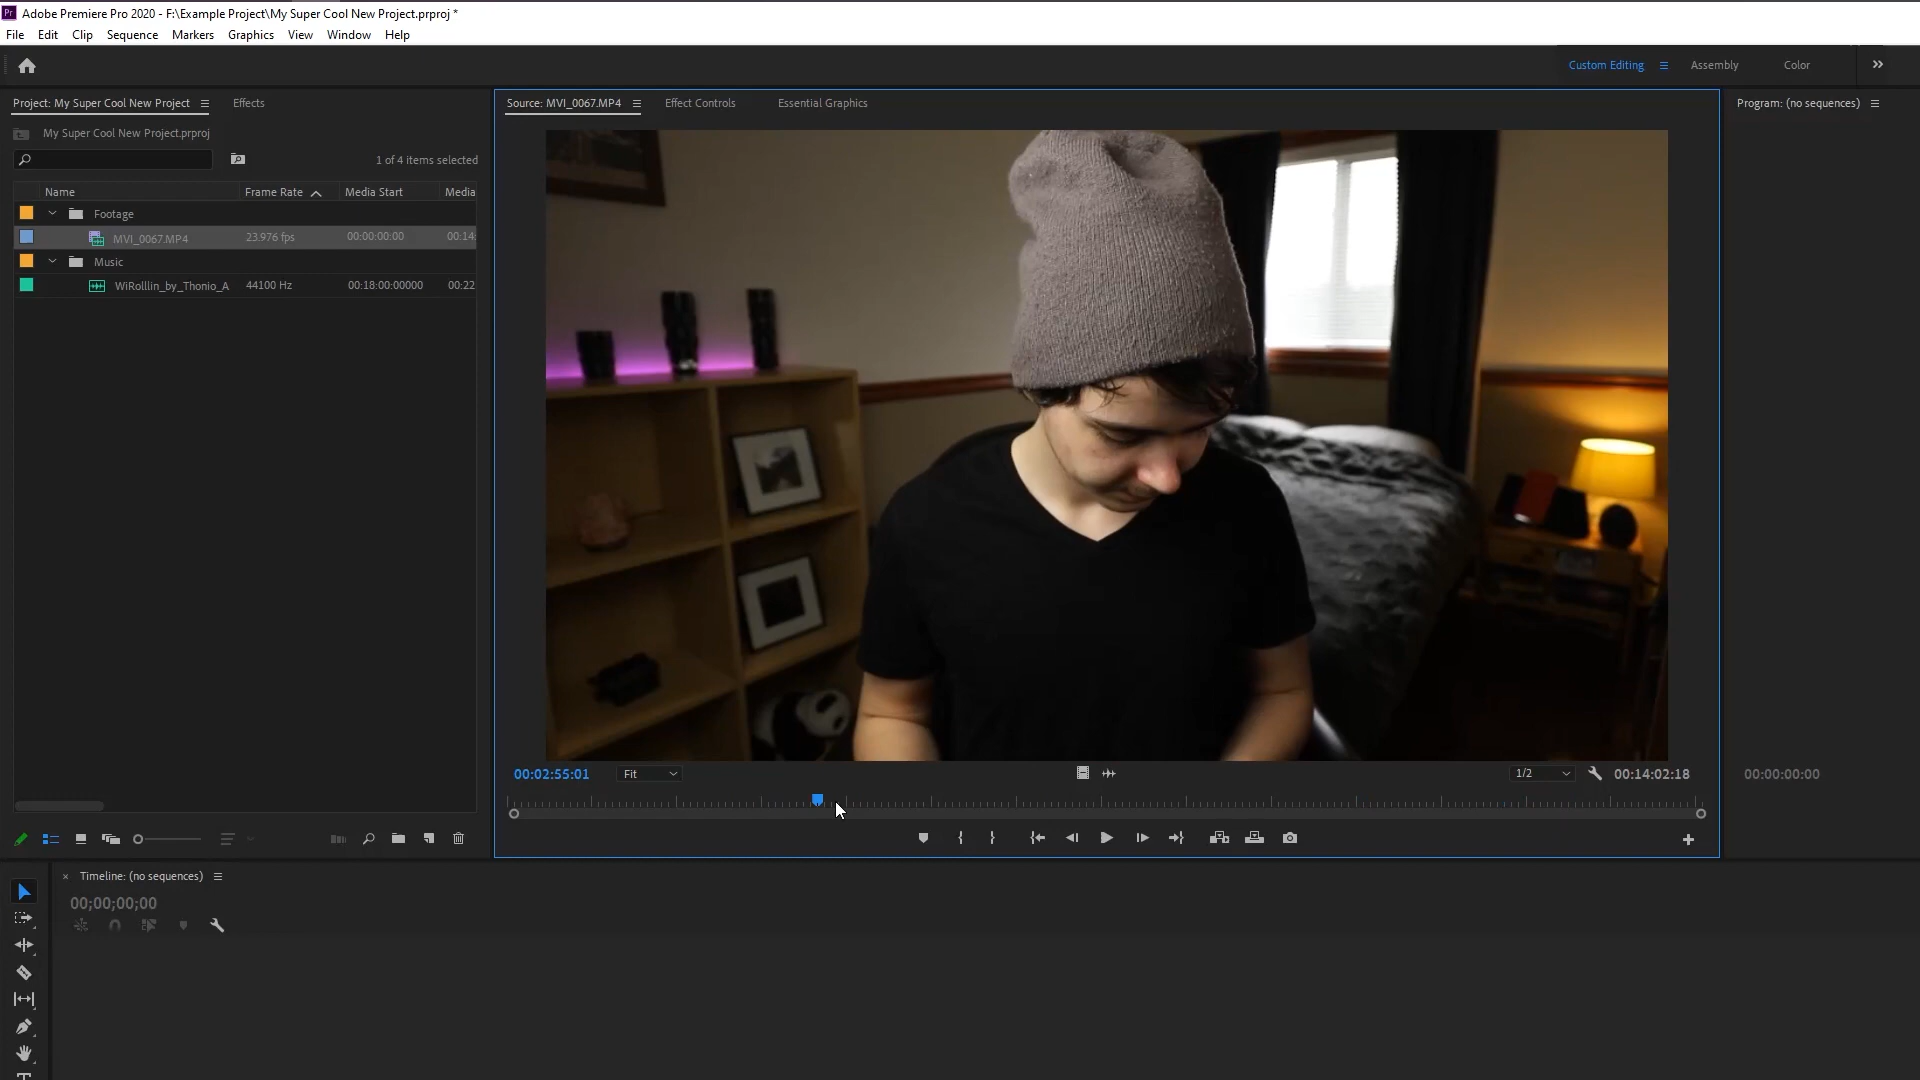 Pr Adobe Premiere Pro 2020 - F:\Example Project\My Super Cool New Project.prproj *
File Edit Clip Sequence Markers Graphics View Window Help
Custom Editing Assembly Color
Project: My Super Cool New Project Effects
Source: MVI_0067.MP4 Effect Controls Essential Graphics
Program: (no sequences)
My Super Cool New Project.prproj
1 of 4 items selected
Name Frame Rate Media Start Media
Footage
MVI_0067.MP4 23.976 fps 00:00:00:00 00:14:
Music
WiRolllin_by_Thonio_A 44100 Hz 00:18:00:00000 00:22
00:02:55:01 Fit 1/2 00:14:02:18 00:00:00:00
Timeline: (no sequences)
00;00;00;00